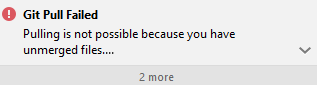 Git Pull Failed
Pulling is not possible because you have
unmerged files....
2 more